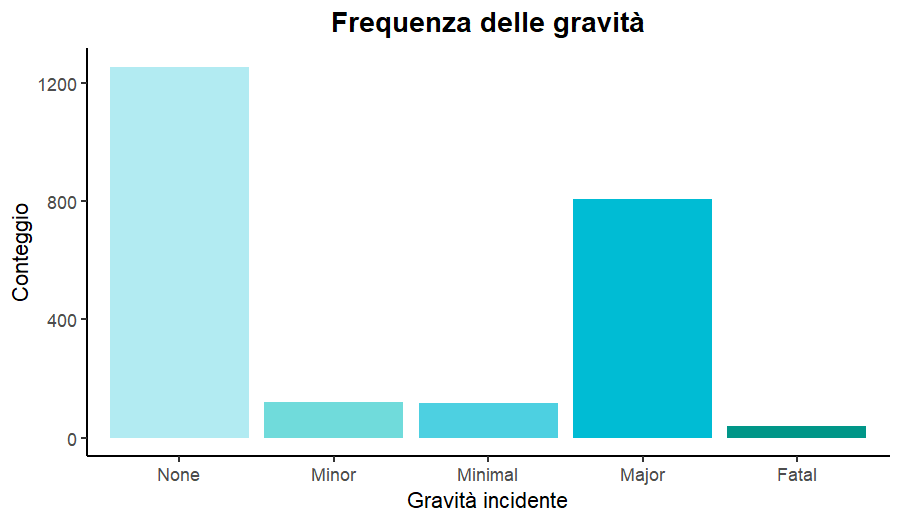 Frequenza delle gravità
Conteggio
1200
800
400
0
None Minor Minimal Major Fatal
Gravità incidente